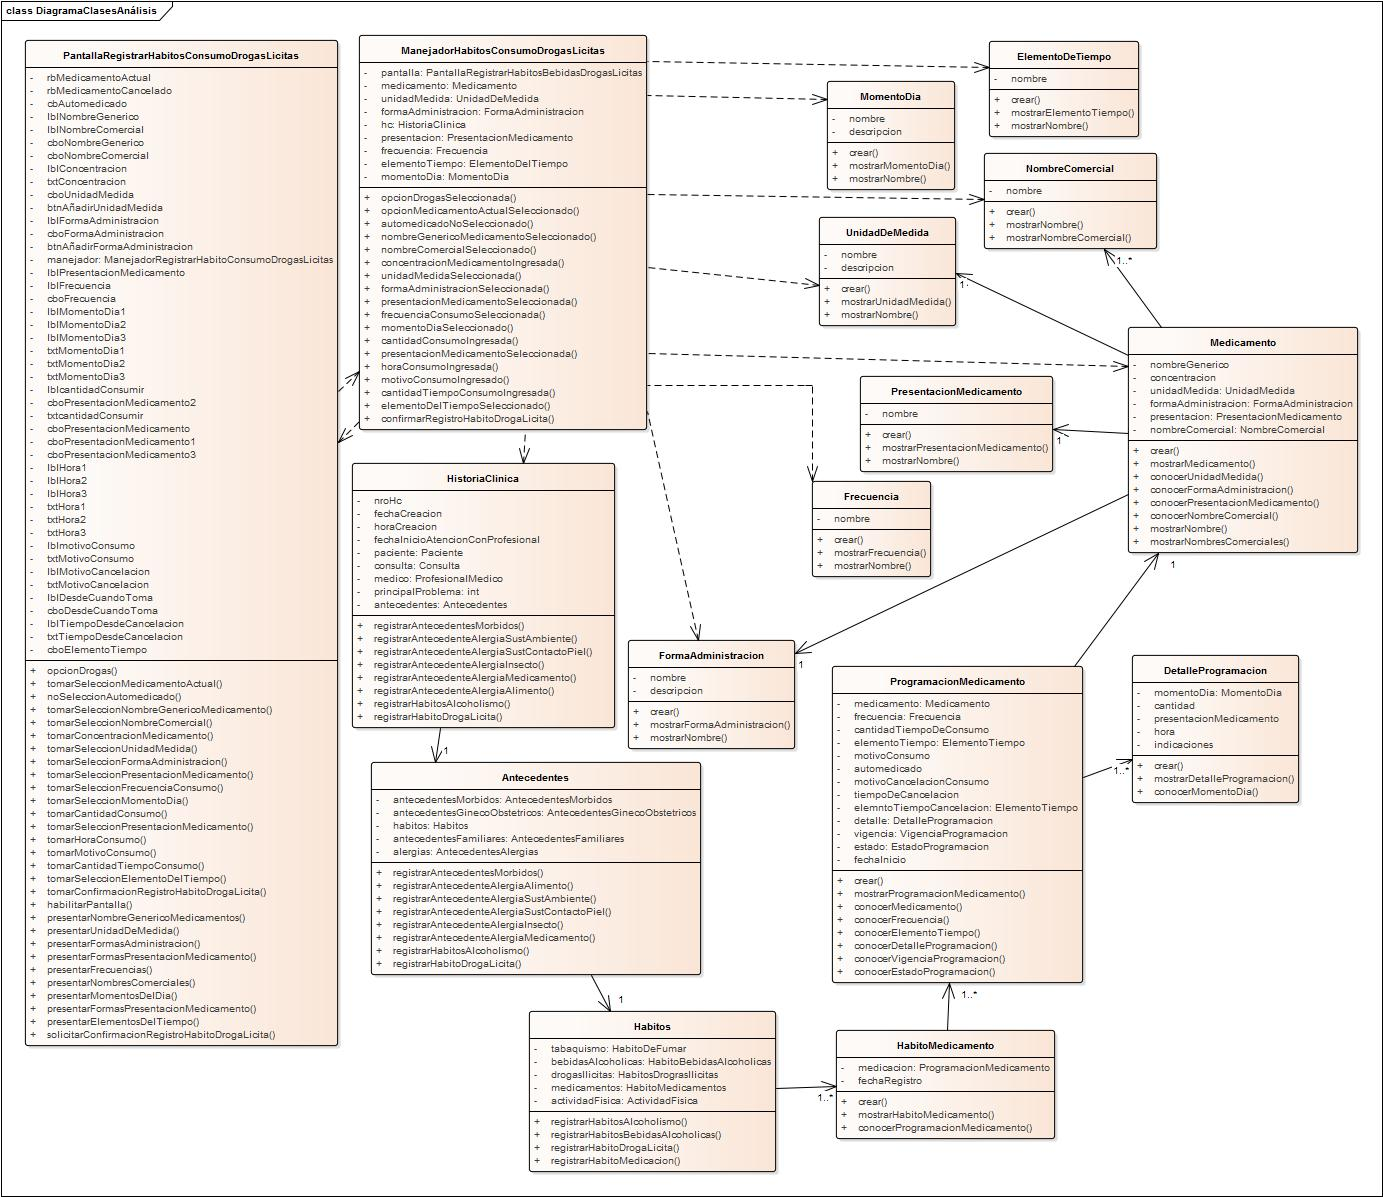 class DiagramaClasesAnálisis
PantallaRegistrarHabitosConsumoDrogasLicitas
- rbMedicamentoActual
- rbMedicamentoCancelado
- cbAutomedicado
- lblNombreGenerico
- lblNombreComercial
- cboNombreGenerico
- cboNombreComercial
- lblConcentracion
- txtConcentracion
- cboUnidadMedida
- btnAñadirUnidadMedida
- lblFormaAdministracion
- cboFormaAdministracion
- btnAñadirFormaAdministracion
- manejador: ManejadorRegistrarHabitoConsumoDrogasLicitas
- lblPresentacionMedicamento
- lblFrecuencia
- cboFrecuencia
- lblMomentoDia1
- lblMomentoDia2
- lblMomentoDia3
- txtMomentoDia1
- txtMomentoDia2
- txtMomentoDia3
- lblcantidadConsumir
- cboPresentacionMedicamento2
- txtcantidadConsumir
- cboPresentacionMedicamento
- cboPresentacionMedicamento1
- cboPresentacionMedicamento3
- lblHora1
- lblHora2
- lblHora3
- txtHora1
- txtHora2
- txtHora3
- lblmotivoConsumo
- txtMotivoConsumo
- lblMotivoCancelacion
- txtMotivoCancelacion
- lblDesdeCuandoToma
- cboDesdeCuandoToma
- lblTiempoDesdeCancelacion
- txtTiempoDesdeCancelacion
- cboElementoTiempo
+ opcionDrogas()
+ tomarSeleccionMedicamentoActual()
+ noSeleccionAutomedicado()
+ tomarSeleccionNombreGenericoMedicamento()
+ tomarSeleccionNombreComercial()
+ tomarConcentracionMedicamento()
+ tomarSeleccionUnidadMedida()
+ tomarSeleccionFormaAdministracion()
+ tomarSeleccionPresentacionMedicamento()
+ tomarSeleccionFrecuenciaConsumo()
+ tomarSeleccionMomentoDia()
+ tomarCantidadConsumo()
+ tomarSeleccionPresentacionMedicamento()
+ tomarHoraConsumo()
+ tomarMotivoConsumo()
+ tomarCantidadTiempoConsumo()
+ tomarSeleccionElementoDelTiempo()
+ tomarConfirmacionRegistroHabitoDrogaLicita()
+ habilitarPantalla()
+ presentarNombreGenericoMedicamentos()
+ presentarUnidadDeMedida()
+ presentarFormasAdministracion()
+ presentarFormasPresentacionMedicamento()
+ presentarFrecuencias()
+ presentarNombresComerciales()
+ presentarMomentosDelDia()
+ presentarFormasPresentacionMedicamento()
+ presentarElementosDelTiempo()
+ solicitarConfirmacionRegistroHabitoDrogaLicita()
ManejadorHabitosConsumoDrogasLicitas
- pantalla: PantallaRegistrarHabitosBebidasDrogasLicitas
- medicamento: Medicamento
- unidadMedida: UnidadDeMedida
- formaAdministracion: FormaAdministracion
- hc: HistoriaClinica
- presentacion: PresentacionMedicamento
- frecuencia: Frecuencia
- elementoTiempo: ElementoDelTiempo
- momentoDia: MomentoDia
+ opcionDrogasSeleccionada()
+ opcionMedicamentoActualSeleccionado()
+ automedicadoNoSeleccionado()
+ nombreGenericoMedicamentoSeleccionado()
+ nombreComercialSeleccionado()
+ concentracionMedicamentoIngresada()
+ unidadMedidaSeleccionada()
+ formaAdministracionSeleccionada()
+ presentacionMedicamentoSeleccionada()
+ frecuenciaConsumoSeleccionada()
+ momentoDiaSeleccionado()
+ cantidadConsumoIngresada()
+ presentacionMedicamentoSeleccionada()
+ horaConsumoIngresada()
+ motivoConsumoIngresado()
+ cantidadTiempoConsumoIngresada()
+ elementoDelTiempoSeleccionado()
+ confirmarRegistroHabitoDrogaLicita()
ElementoDeTiempo
- nombre
+ crear()
+ mostrarElementoTiempo()
+ mostrarNombre()
MomentoDia
- nombre
- descripcion
+ crear()
+ mostrarMomentoDia()
+ mostrarNombre()
NombreComercial
- nombre
+ crear()
+ mostrarNombre()
+ mostrarNombreComercial()
1..*
UnidadDeMedida
- nombre
- descripcion
+ crear()
+ mostrarUnidadMedida()
+ mostrarNombre()
1
Medicamento
- nombreGenerico
- concentracion
- unidadMedida: UnidadMedida
- formaAdministracion: FormaAdministracion
- presentacion: PresentacionMedicamento
- nombreComercial: NombreComercial
+ crear()
+ mostrarMedicamento()
+ conocerUnidadMedida()
+ conocerFormaAdministracion()
+ conocerPresentacionMedicamento()
+ conocerNombreComercial()
+ mostrarNombre()
+ mostrarNombresComerciales()
1
PresentacionMedicamento
- nombre
+ crear()
+ mostrarPresentacionMedicamento()
+ mostrarNombre()
1
Frecuencia
- nombre
+ crear()
+ mostrarFrecuencia()
+ mostrarNombre()
HistoriaClinica
- nroHc
- fechaCreacion
- horaCreacion
- fechaInicioAtencionConProfesional
- paciente: Paciente
- consulta: Consulta
- medico: ProfesionalMedico
- principalProblema: int
- antecedentes: Antecedentes
+ registrarAntecedentesMorbidos()
+ registrarAntecedenteAlergiaSustAmbiente()
+ registrarAntecedenteAlergiaSustContactoPiel()
+ registrarAntecedenteAlergiaInsecto()
+ registrarAntecedenteAlergiaMedicamento()
+ registrarAntecedenteAlergiaAlimento()
+ registrarHabitosAlcoholismo()
+ registrarHabitoDrogaLicita()
1
FormaAdministracion
- nombre
- descripcion
+ crear()
+ mostrarFormaAdministracion()
+ mostrarNombre()
1
ProgramacionMedicamento
- medicamento: Medicamento
- frecuencia: Frecuencia
- cantidadTiempoDeConsumo
- elementoTiempo: ElementoTiempo
- motivoConsumo
- automedicado
- motivoCancelacionConsumo
- tiempoDeCancelacion
- elemntoTiempoCancelacion: ElementoTiempo
- detalle: DetalleProgramacion
- vigencia: VigenciaProgramacion
- estado: EstadoProgramacion
- fechaInicio
+ crear()
+ mostrarProgramacionMedicamento()
+ conocerMedicamento()
+ conocerFrecuencia()
+ conocerElementoTiempo()
+ conocerDetalleProgramacion()
+ conocerVigenciaProgramacion()
+ conocerEstadoProgramacion()
1..*
DetalleProgramacion
- momentoDia: MomentoDia
- cantidad
- presentacionMedicamento
- hora
- indicaciones
+ crear()
+ mostrarDetalleProgramacion()
+ conocerMomentoDia()
1..*
Antecedentes
- antecedentesMorbidos: AntecedentesMorbidos
- antecedentesGinecoObstetricos: AntecedentesGinecoObstetricos
- habitos: Habitos
- antecedentesFamiliares: AntecedentesFamiliares
- alergias: AntecedentesAlergias
+ registrarAntecedentesMorbidos()
+ registrarAntecedenteAlergiaAlimento()
+ registrarAntecedenteAlergiaSustAmbiente()
+ registrarAntecedenteAlergiaSustContactoPiel()
+ registrarAntecedenteAlergiaInsecto()
+ registrarAntecedenteAlergiaMedicamento()
+ registrarHabitosAlcoholismo()
+ registrarHabitoDrogaLicita()
1
Habitos
- tabaquismo: HabitoDeFumar
- bebidasAlcoholicas: HabitoBebidasAlcoholicas
- drogasIlicitas: HabitosDrograsIlicitas
- medicamentos: HabitoMedicamentos
- actividadFisica: ActividadFisica
+ registrarHabitosAlcoholismo()
+ registrarHabitosBebidasAlcoholicas()
+ registrarHabitoDrogaLicita()
+ registrarHabitoMedicacion()
1..*
HabitoMedicamento
- medicacion: ProgramacionMedicamento
- fechaRegistro
+ crear()
+ mostrarHabitoMedicamento()
+ conocerProgramacionMedicamento()